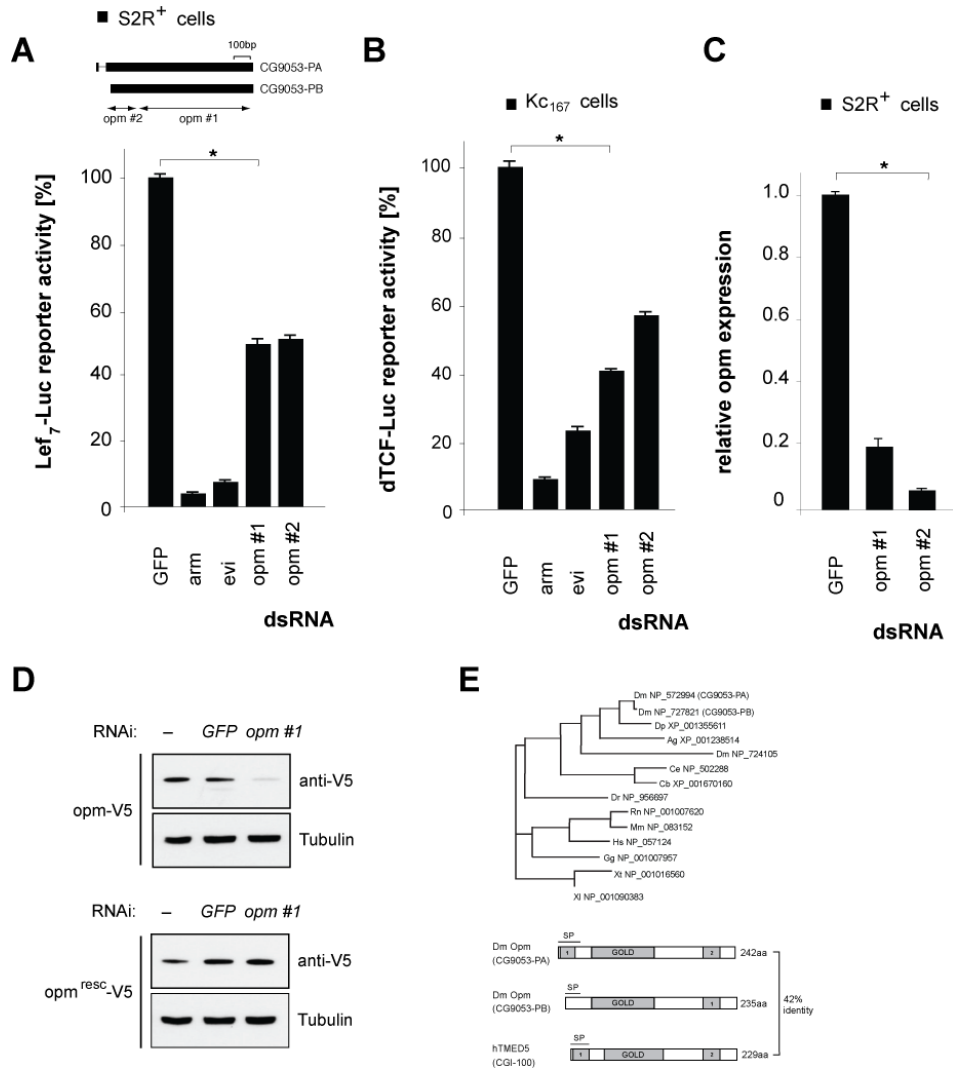 ■ S2R+ cells
A
100bp
CG9053-PA
CG9053-PB
opm #2 opm #1
*
Lef7-Luc reporter activity [%]
100
80
60
40
20
0
GFP arm evi opm #1 opm #2
dsRNA
B
■ Kc167 cells
*
dTCF-Luc reporter activity [%]
100
80
60
40
20
0
GFP arm evi opm #1 opm #2
dsRNA
C
■ S2R+ cells
*
relative opm expression
1.0
0.8
0.6
0.4
0.2
0
GFP opm #1 opm #2
dsRNA
D
RNAi: – GFP opm #1
opm-V5
anti-V5
Tubulin
RNAi: – GFP opm #1
opm resc-V5
anti-V5
Tubulin
E
Dm NP_572994 (CG9053-PA)
Dm NP_727821 (CG9053-PB)
Dp XP_001355611
Ag XP_001238514
Dm NP_724105
Ce NP_502288
Cb XP_001670160
Dr NP_956697
Rn NP_001007620
Mm NP_083152
Hs NP_057124
Gg NP_001007957
Xt NP_001016560
Xl NP_001090383
SP
Dm Opm
(CG9053-PA)
1 GOLD 2 242aa
SP
Dm Opm
(CG9053-PB)
GOLD 1 235aa
SP
hTMED5
(CGI-100)
1 GOLD 2 229aa
42%
identity